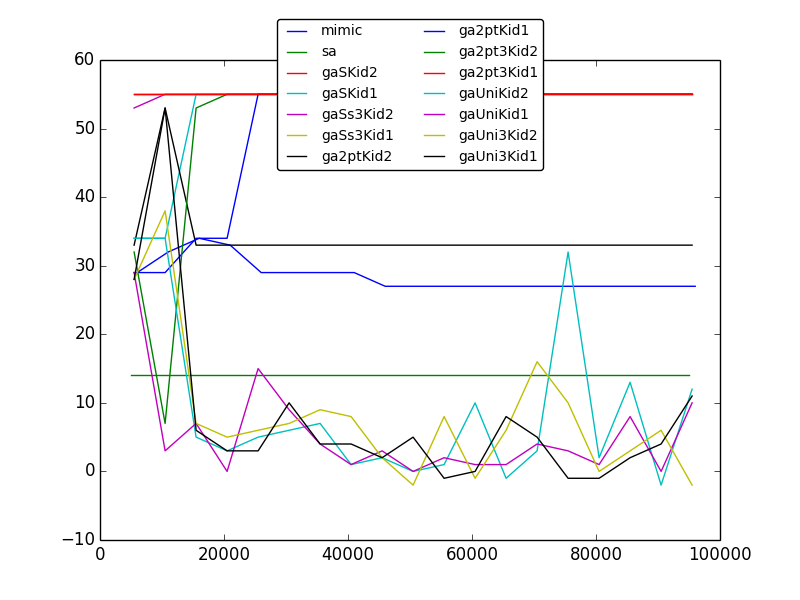 mimic
sa
gaSKid2
gaSKid1
gaSs3Kid2
gaSs3Kid1
ga2ptKid2
ga2ptKid1
ga2pt3Kid2
ga2pt3Kid1
gaUniKid2
gaUniKid1
gaUni3Kid2
gaUni3Kid1
60
50
40
30
20
10
0
−10
0 20000 40000 60000 80000 100000